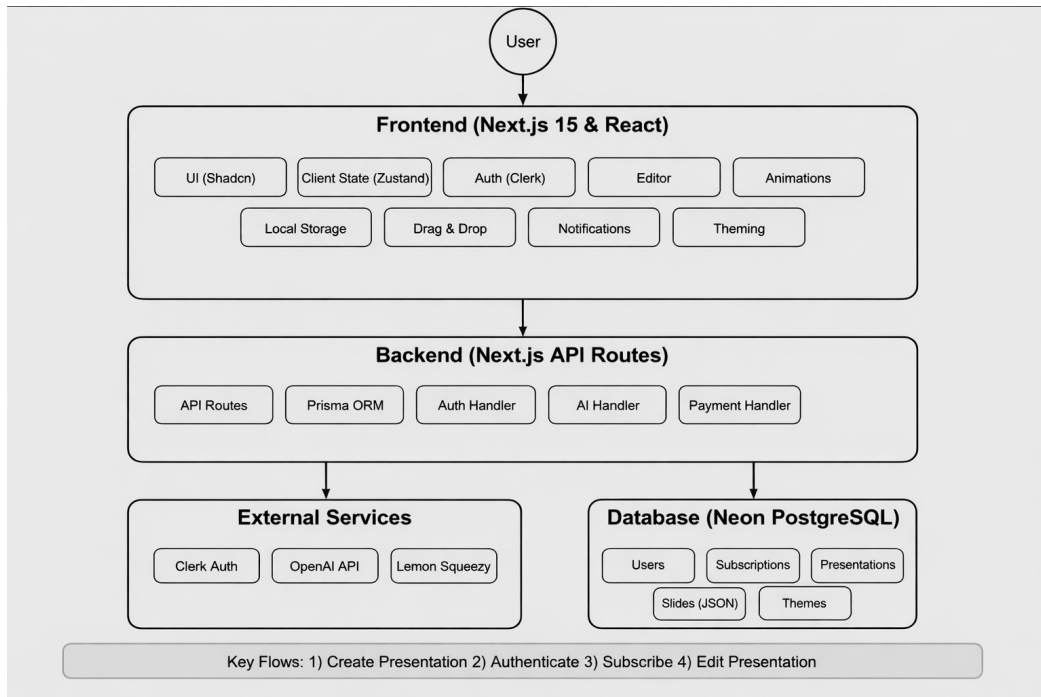 User
Frontend (Next.js 15 & React)
UI (Shadcn) Client State (Zustand) Auth (Clerk) Editor Animations
Local Storage Drag & Drop Notifications Theming
Backend (Next.js API Routes)
API Routes Prisma ORM Auth Handler AI Handler Payment Handler
External Services
Clerk Auth OpenAI API Lemon Squeezy
Database (Neon PostgreSQL)
Users Subscriptions Presentations
Slides (JSON) Themes
Key Flows: 1) Create Presentation 2) Authenticate 3) Subscribe 4) Edit Presentation